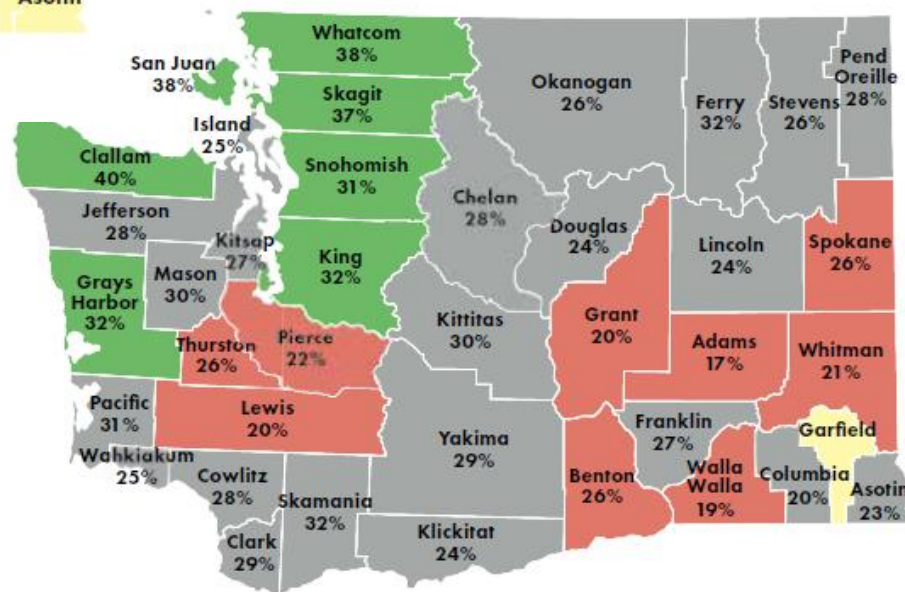 Asotin
Whatcom
38%
San Juan
38%
Skagit
37%
Okanogan
26%
Ferry
32%
Stevens
26%
Pend
Oreille
28%
Island
25%
Clallam
40%
Snohomish
31%
Jefferson
28%
Chelan
28%
Douglas
24%
Kitsap
27%
King
32%
Lincoln
24%
Spokane
26%
Mason
30%
Grays
Harbor
32%
Kittitas
30%
Grant
20%
Thurston
26%
Pierce
22%
Adams
17%
Whitman
21%
Pacific
31%
Lewis
20%
Yakima
29%
Franklin
27%
Garfield
Wahkiakum
25%
Cowlitz
28%
Skamania
32%
Benton
26%
Walla
Walla
19%
Columbia
20%
Asotin
23%
Clark
29%
Klickitat
24%